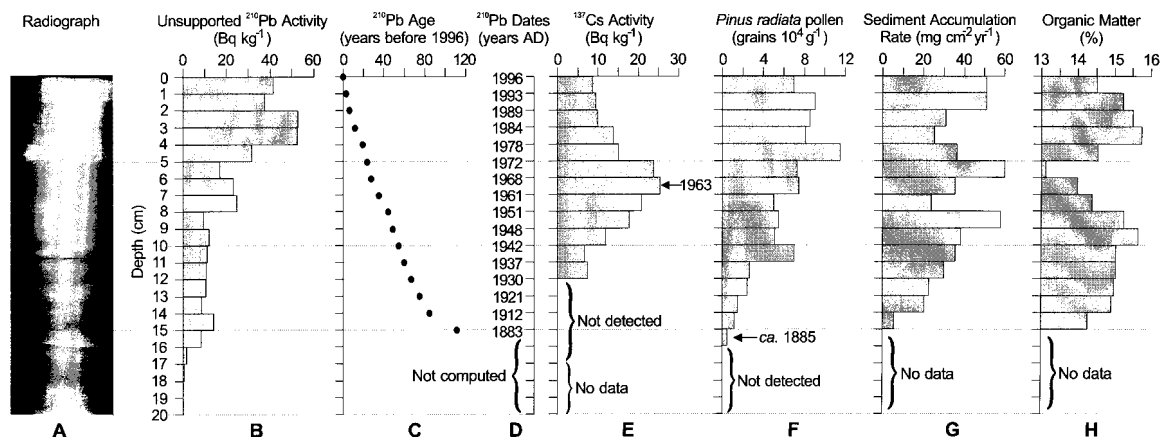 Radiograph
Unsupported ²¹⁰Pb Activity
(Bq kg⁻¹)
²¹⁰Pb Age
(years before 1996)
²¹⁰Pb Dates
(years AD)
¹³⁷Cs Activity
(Bq kg⁻¹)
Pinus radiata pollen
(grains 10⁴ g⁻¹)
Sediment Accumulation
Rate (mg cm⁻² yr⁻¹)
Organic Matter
(%)
0 20 40 60
0 40 80 120
0 10 20 30
0 4 8 12
0 20 40 60
13 14 15 16
Depth (cm)
0
1
2
3
4
5
6
7
8
9
10
11
12
13
14
15
16
17
18
19
20
1996
1993
1989
1984
1978
1972
1968
1961
1951
1948
1942
1937
1930
1921
1912
1883
Not computed
1963
Not detected
No data
ca. 1885
Not detected
No data
No data
A B C D E F G H